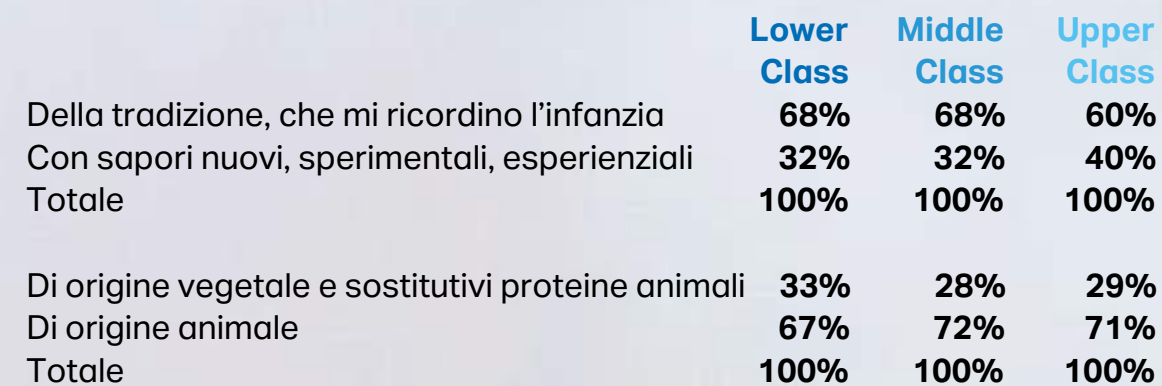 Lower Middle Upper
Class Class Class
Della tradizione, che mi ricordino l’infanzia 68% 68% 60%
Con sapori nuovi, sperimentali, esperienziali 32% 32% 40%
Totale 100% 100% 100%
Di origine vegetale e sostitutivi proteine animali 33% 28% 29%
Di origine animale 67% 72% 71%
Totale 100% 100% 100%